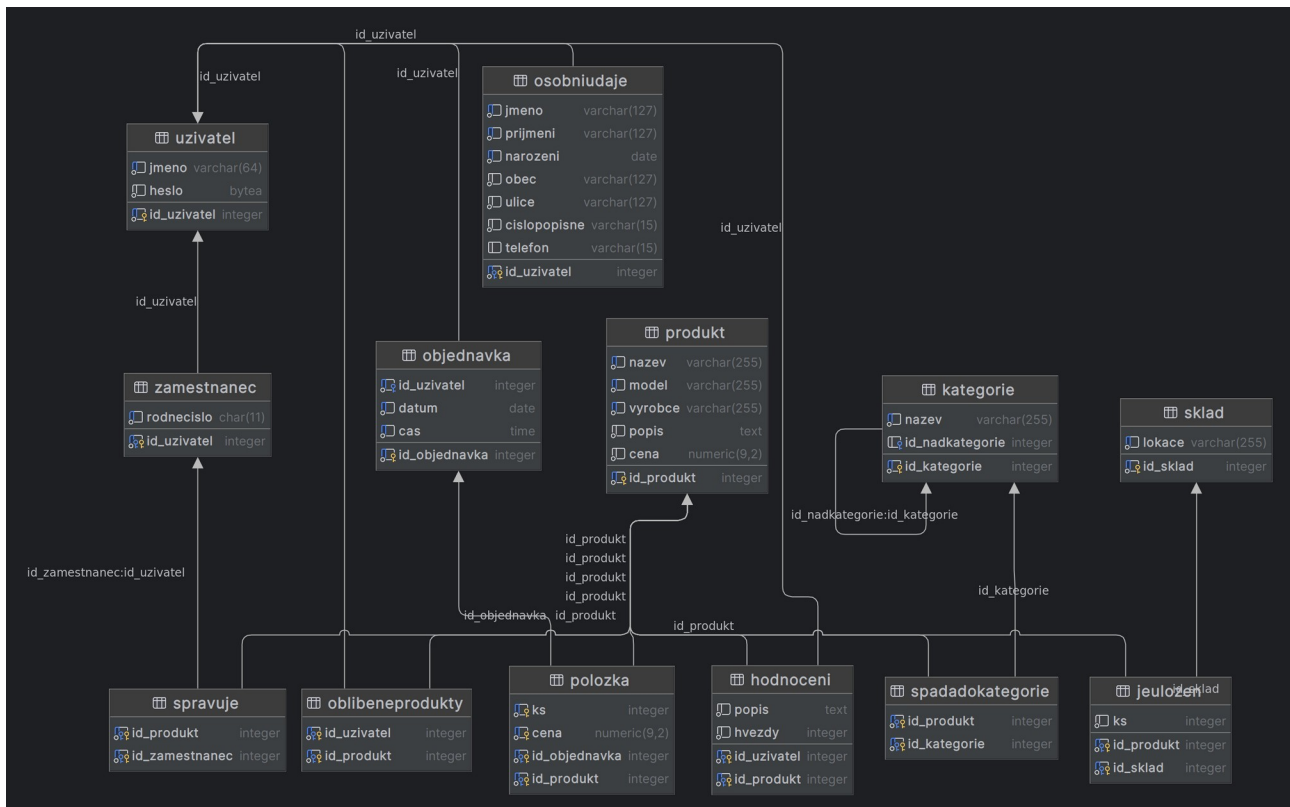 id_uzivatel
id_uzivatel
id_uzivatel
osobniudaje
jmeno varchar(127)
prijmeni varchar(127)
narozeni date
obec varchar(127)
ulice varchar(127)
cislopopisne varchar(15)
telefon varchar(15)
id_uzivatel integer
uzivatel
jmeno varchar(64)
heslo bytea
id_uzivatel integer
id_uzivatel
id_uzivatel
zamestnanec
rodnecislo char(11)
id_uzivatel integer
objednavka
id_uzivatel integer
datum date
cas time
id_objednavka integer
produkt
nazev varchar(255)
model varchar(255)
vyrobce varchar(255)
popis text
cena numeric(9,2)
id_produkt integer
kategorie
nazev varchar(255)
id_nadkategorie integer
id_kategorie integer
sklad
lokace varchar(255)
id_sklad integer
id_nadkategorie:id_kategorie
id_produkt
id_produkt
id_produkt
id_produkt
id_zamestnanec:id_uzivatel
id_kategorie
id_objednavka
id_produkt
id_produkt
spravuje
id_produkt integer
id_zamestnanec integer
oblibeneprodukty
id_uzivatel integer
id_produkt integer
polozka
ks integer
cena numeric(9,2)
id_objednavka integer
id_produkt integer
hodnoceni
popis text
hvezdy integer
id_uzivatel integer
id_produkt integer
spadadokategorie
id_produkt integer
id_kategorie integer
id_sklad
jeulozen
ks integer
id_produkt integer
id_sklad integer